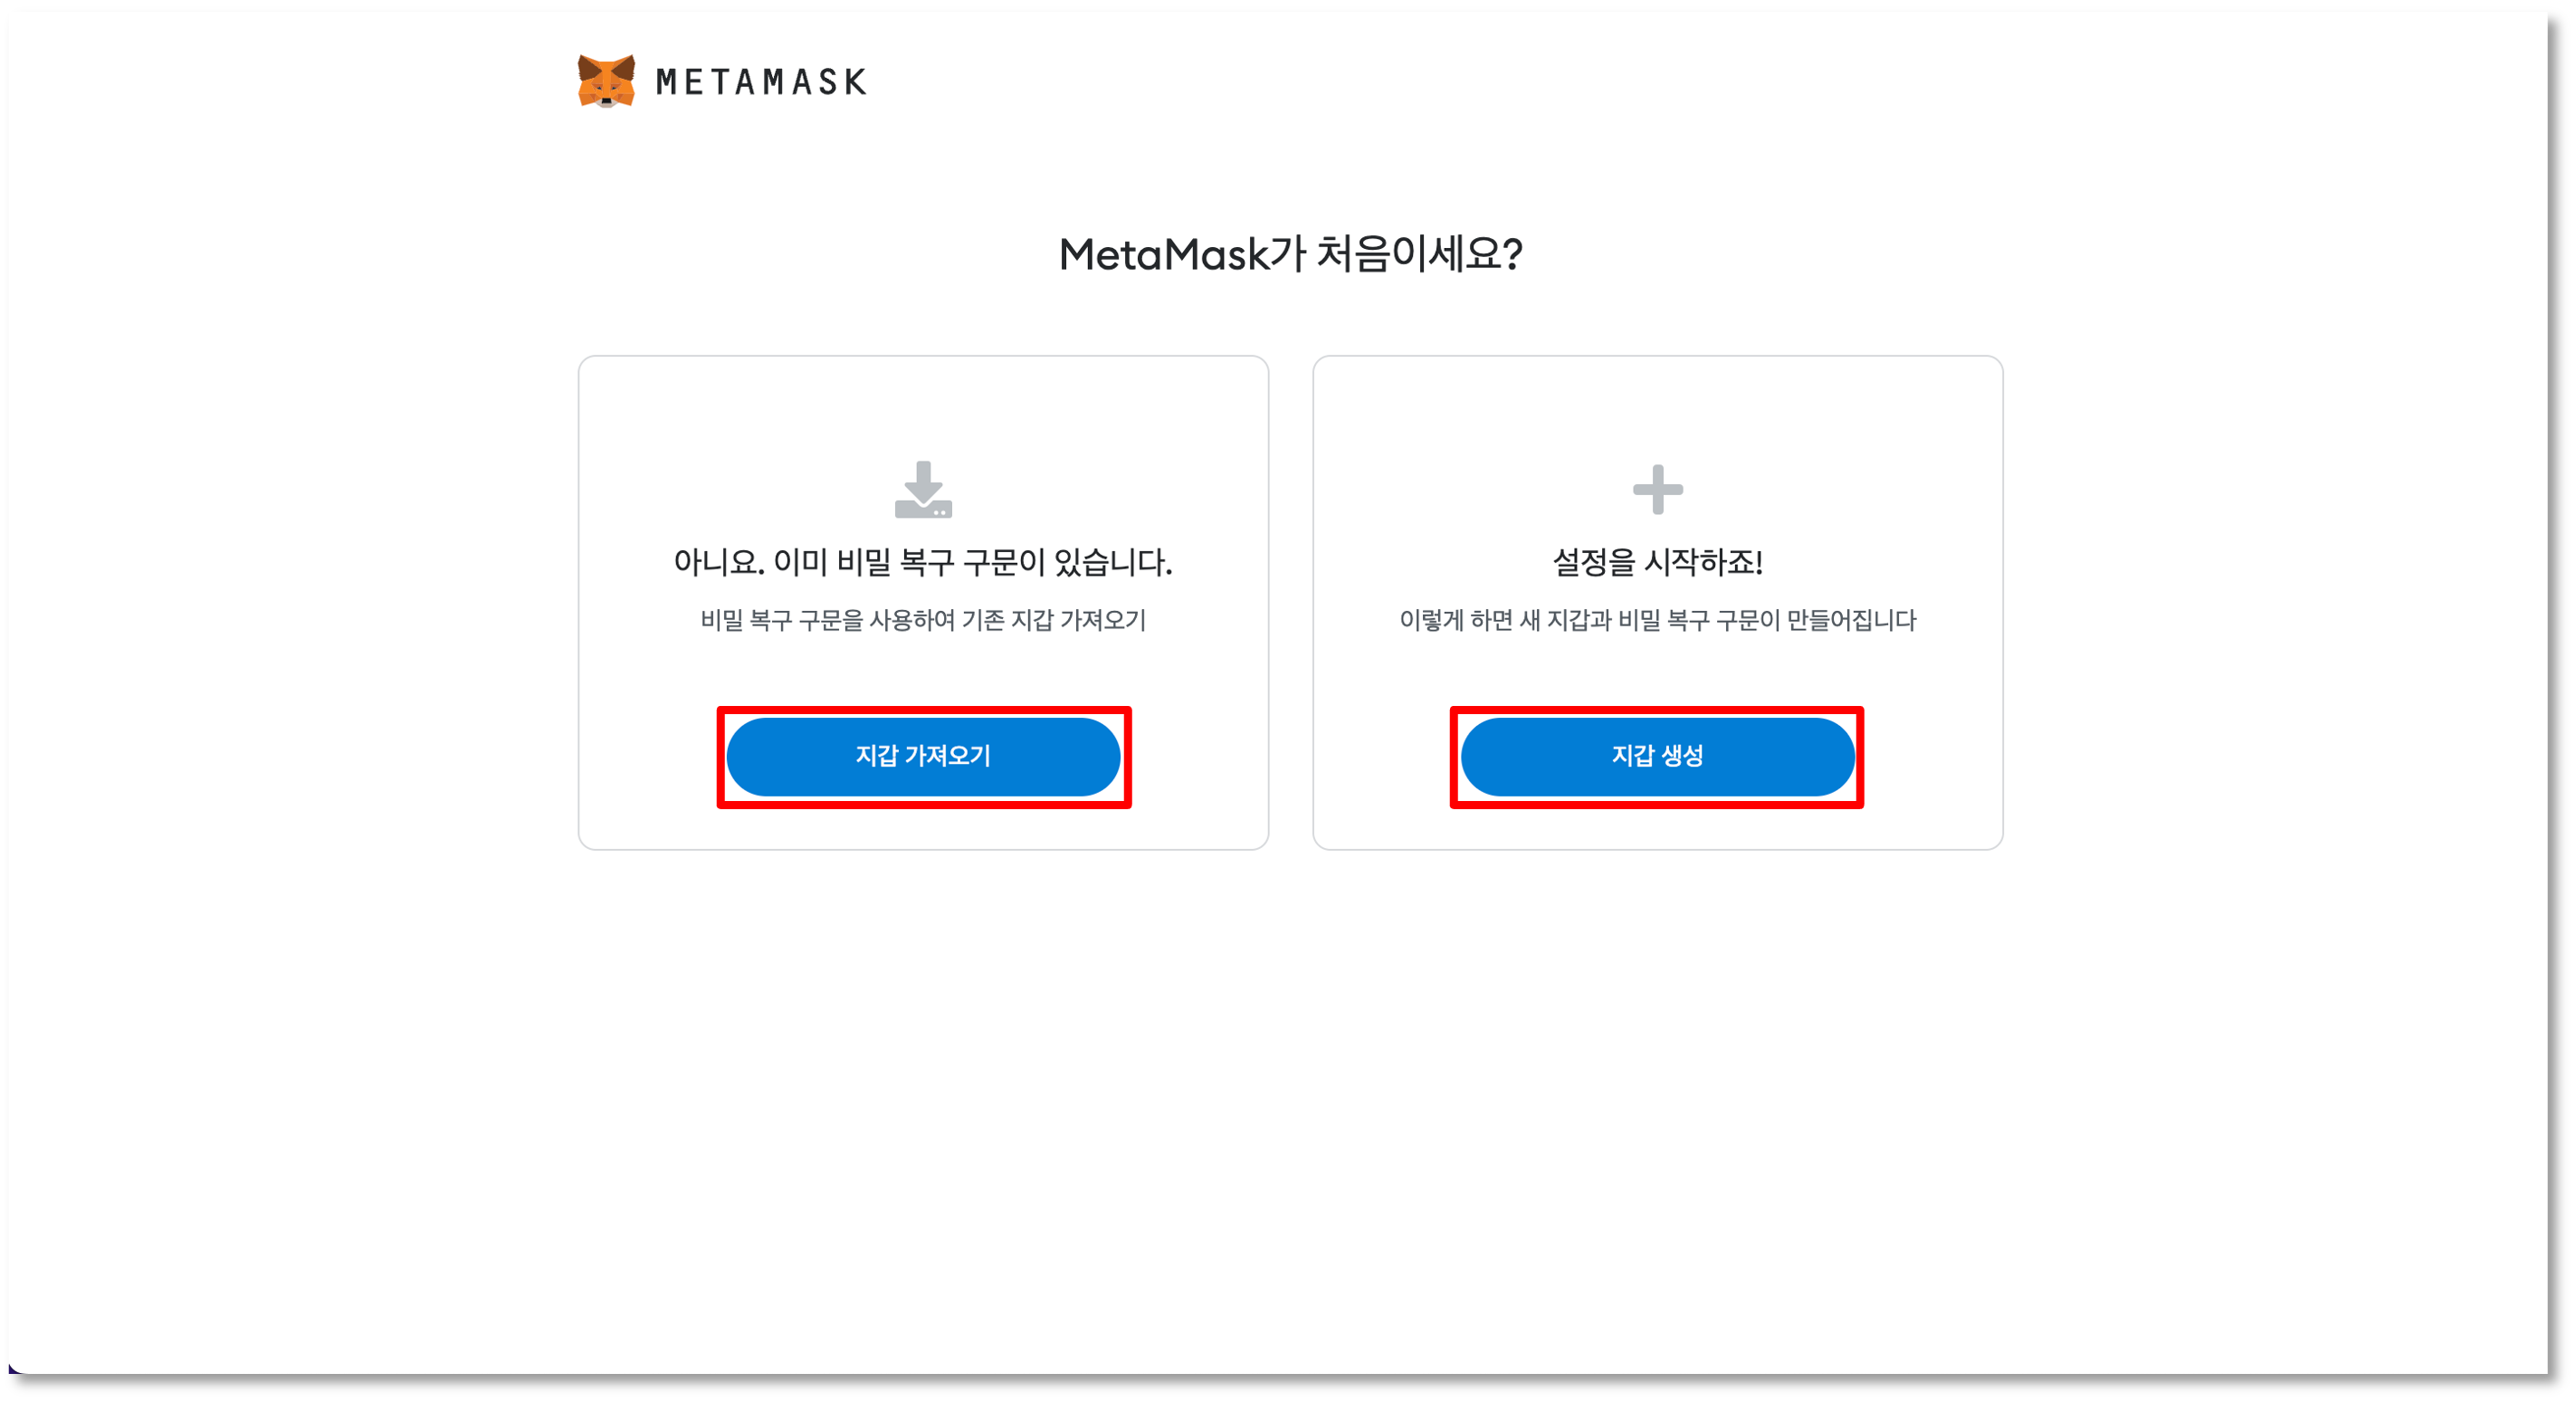 METAMASK
MetaMask가 처음이세요?
아니요. 이미 비밀 복구 구문이 있습니다.
비밀 복구 구문을 사용하여 기존 지갑 가져오기
지갑 가져오기
설정을 시작하죠!
이렇게 하면 새 지갑과 비밀 복구 구문이 만들어집니다
지갑 생성